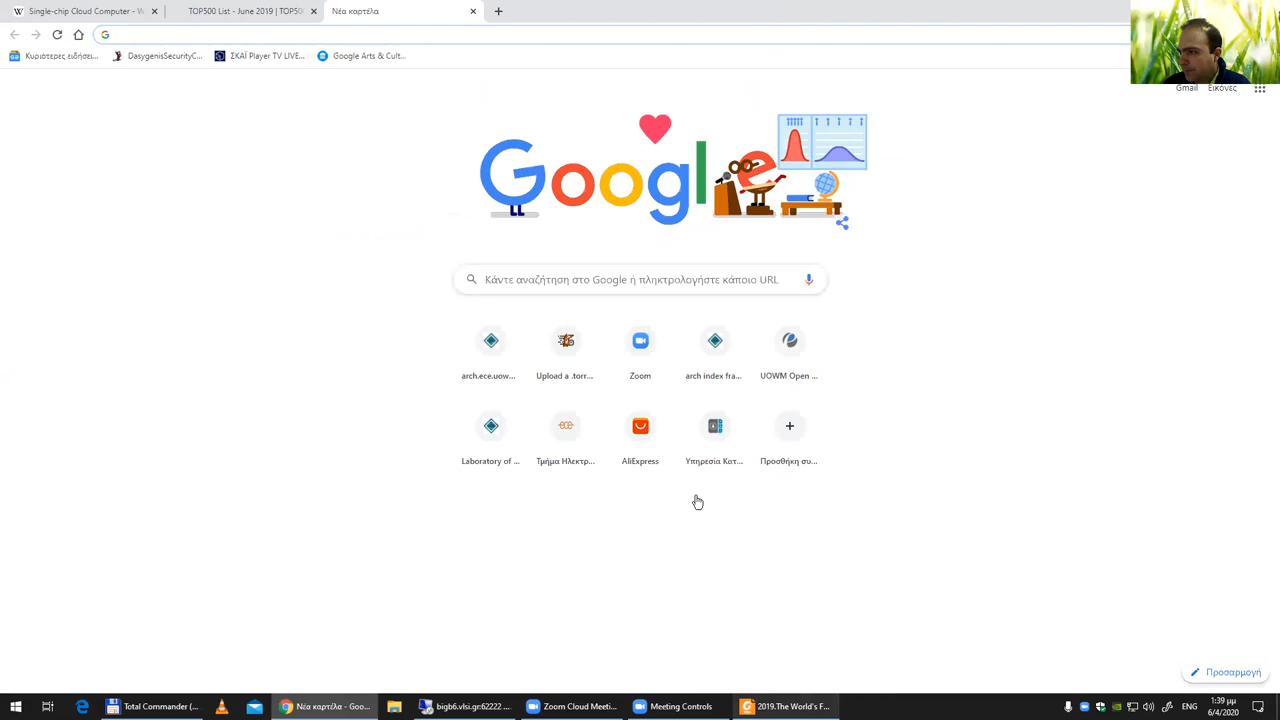 Single-chip Cloud Computer - W
TOP500 List - June 2019 | TOP50
Νέα καρτέλα
Κυριότερες ειδήσει...
DasygenisSecurityC...
ΣΚΑΪ Player TV LIVE...
Google Arts & Cult...
Gmail
Εικόνες
Google
Κάντε αναζήτηση στο Google ή πληκτρολογήστε κάποιο URL
arch.ece.uow...
Upload a .torr...
Zoom
arch index fra...
UOWM Open ...
Laboratory of ...
Τμήμα Ηλεκτρ...
AliExpress
Υπηρεσία Κατ...
Προσθήκη συ...
Προσαρμογή
Total Commander (...
Νέα καρτέλα - Goo...
bigb6.vlsi.gr:62222 ...
Zoom Cloud Meeti...
Meeting Controls
2019.The World's F...
ENG
1:39 μμ
6/4/2020